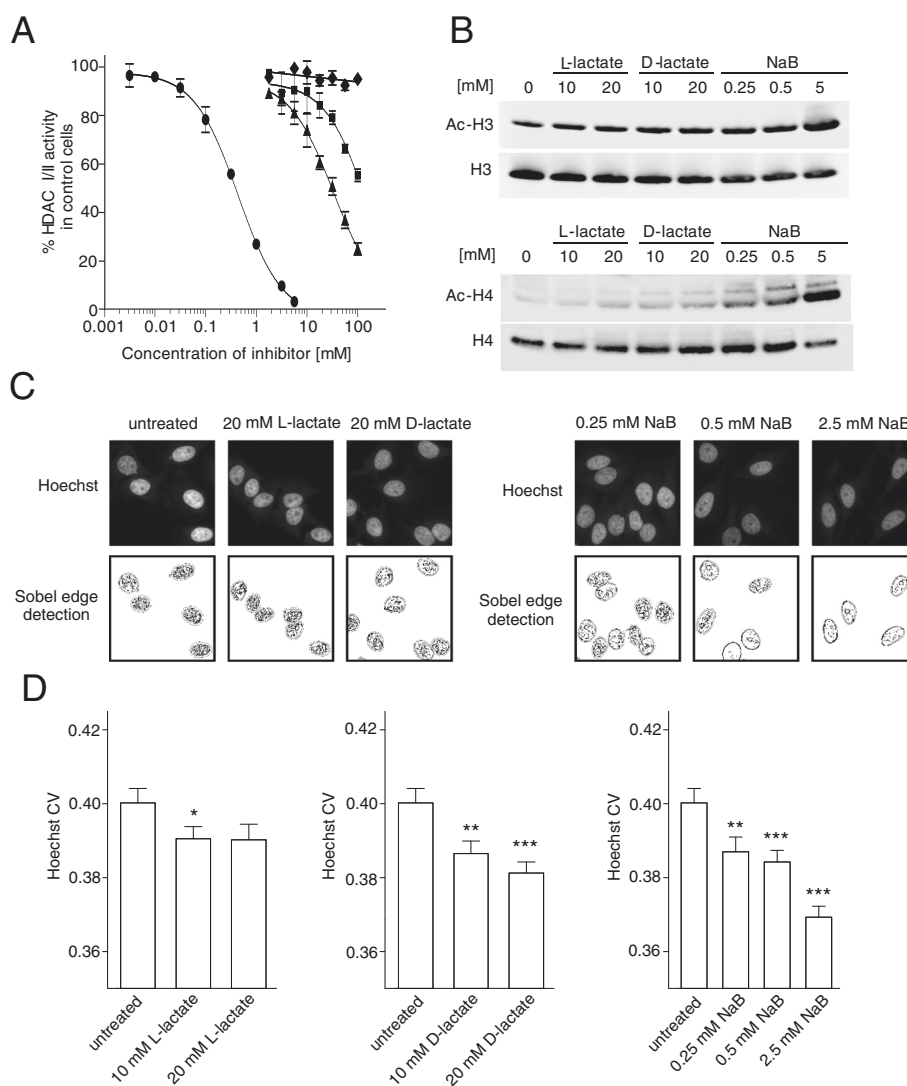 A
% HDAC I/II activity
in control cells
100
80
60
40
20
0
0.001 0.01 0.1 1 10 100
Concentration of inhibitor [mM]
B
L-lactate D-lactate NaB
[mM] 0 10 20 10 20 0.25 0.5 5
Ac-H3
H3
L-lactate D-lactate NaB
[mM] 0 10 20 10 20 0.25 0.5 5
Ac-H4
H4
C
untreated 20 mM L-lactate 20 mM D-lactate 0.25 mM NaB 0.5 mM NaB 2.5 mM NaB
Hoechst Hoechst
Sobel edge
detection
Sobel edge
detection
D
Hoechst CV
0.42
0.40
0.38
0.36
*
untreated
10 mM L-lactate
20 mM L-lactate
Hoechst CV
0.42
0.40
0.38
0.36
**
***
untreated
10 mM D-lactate
20 mM D-lactate
Hoechst CV
0.42
0.40
0.38
0.36
**
***
***
untreated
0.25 mM NaB
0.5 mM NaB
2.5 mM NaB